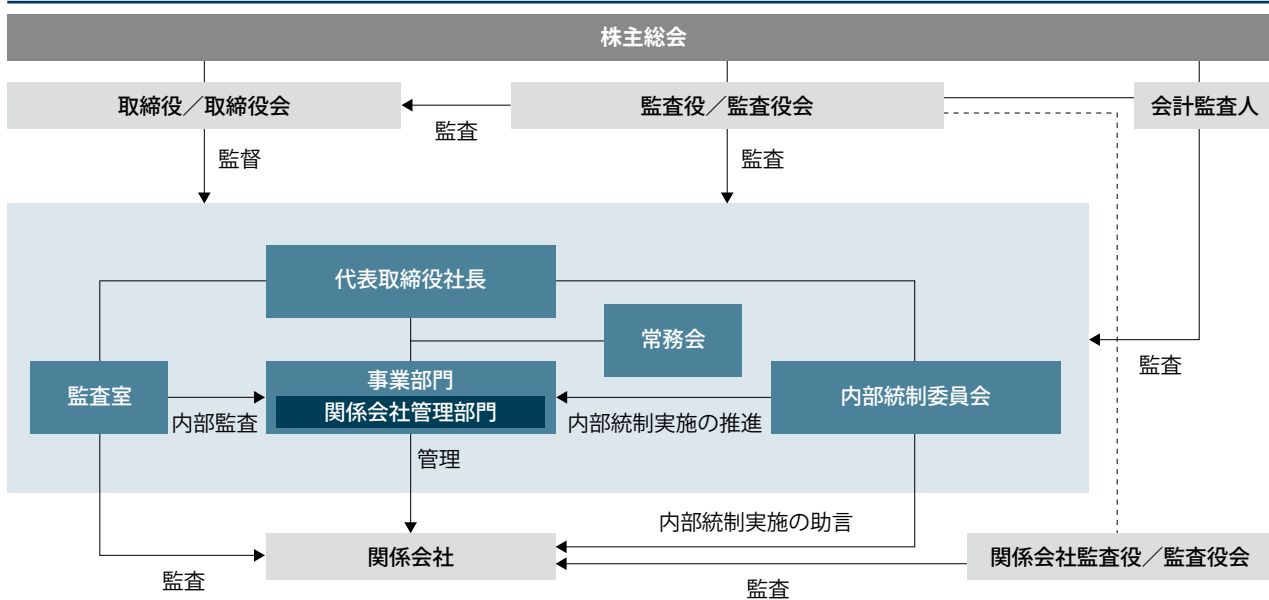 株主総会
取締役／取締役会
監査
監査役／監査役会
会計監査人
監督
監査
代表取締役社長
常務会
監査
監査室
内部監査
事業部門
関係会社管理部門
内部統制実施の推進
内部統制委員会
管理
内部統制実施の助言
関係会社
関係会社監査役／監査役会
監査
監査